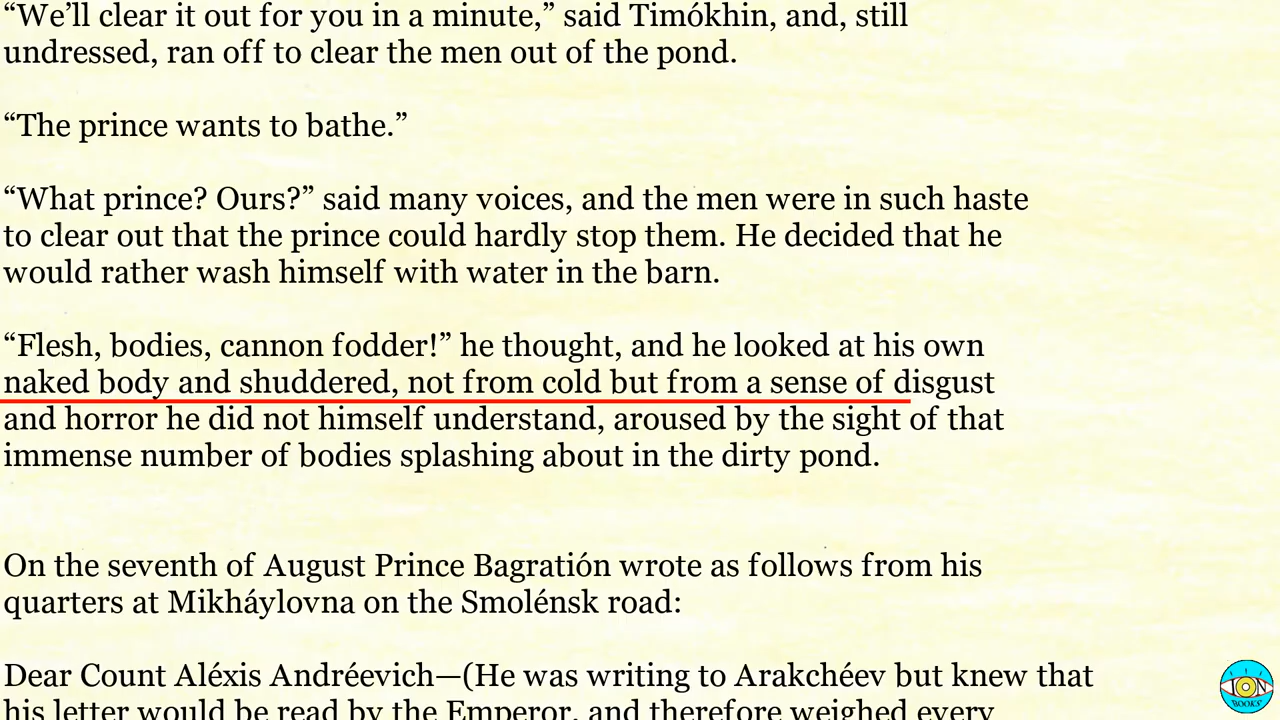 “We’ll clear it out for you in a minute,” said Timókhin, and, still
undressed, ran off to clear the men out of the pond.
“The prince wants to bathe.”
“What prince? Ours?” said many voices, and the men were in such haste
to clear out that the prince could hardly stop them. He decided that he
would rather wash himself with water in the barn.
“Flesh, bodies, cannon fodder!” he thought, and he looked at his own
naked body and shuddered, not from cold but from a sense of disgust
and horror he did not himself understand, aroused by the sight of that
immense number of bodies splashing about in the dirty pond.
On the seventh of August Prince Bagratión wrote as follows from his
quarters at Mikháylovna on the Smolénsk road:
Dear Count Aléxis Andréevich—(He was writing to Arakchéev but knew that
his letter would be read by the Emperor, and therefore weighed every
ION
BOOKS